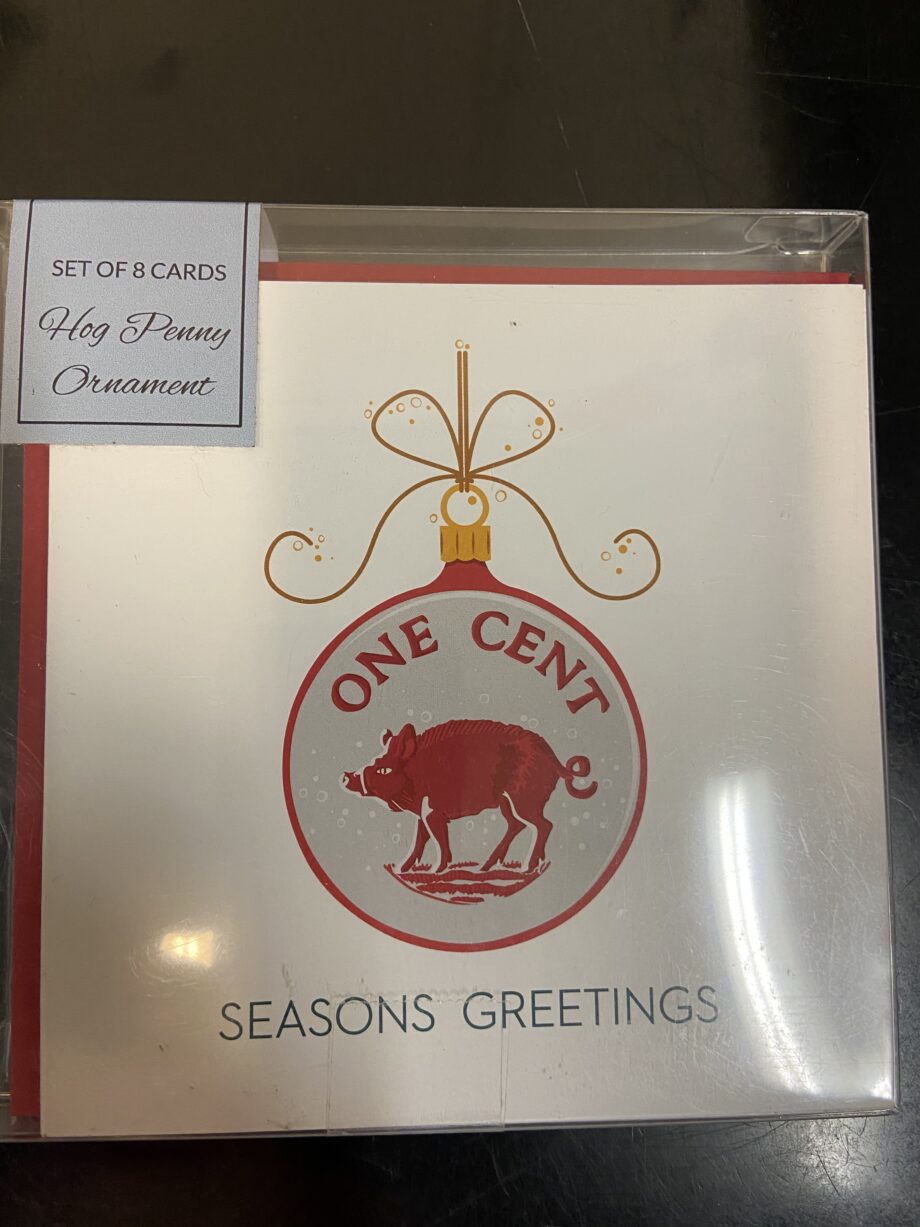 SET OF 8 CARDS
Hog Penny
Ornament
ONE CENT
SEASONS GREETINGS